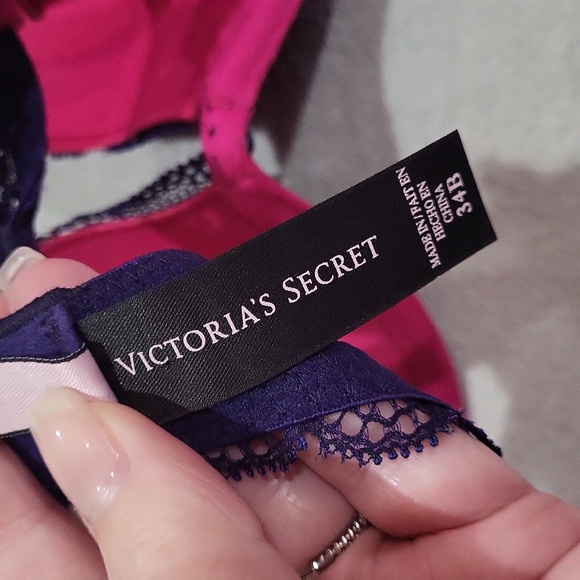 VICTORIA'S SECRET
34B
MADE IN/FAIT EN
CHINA
HECHO EN